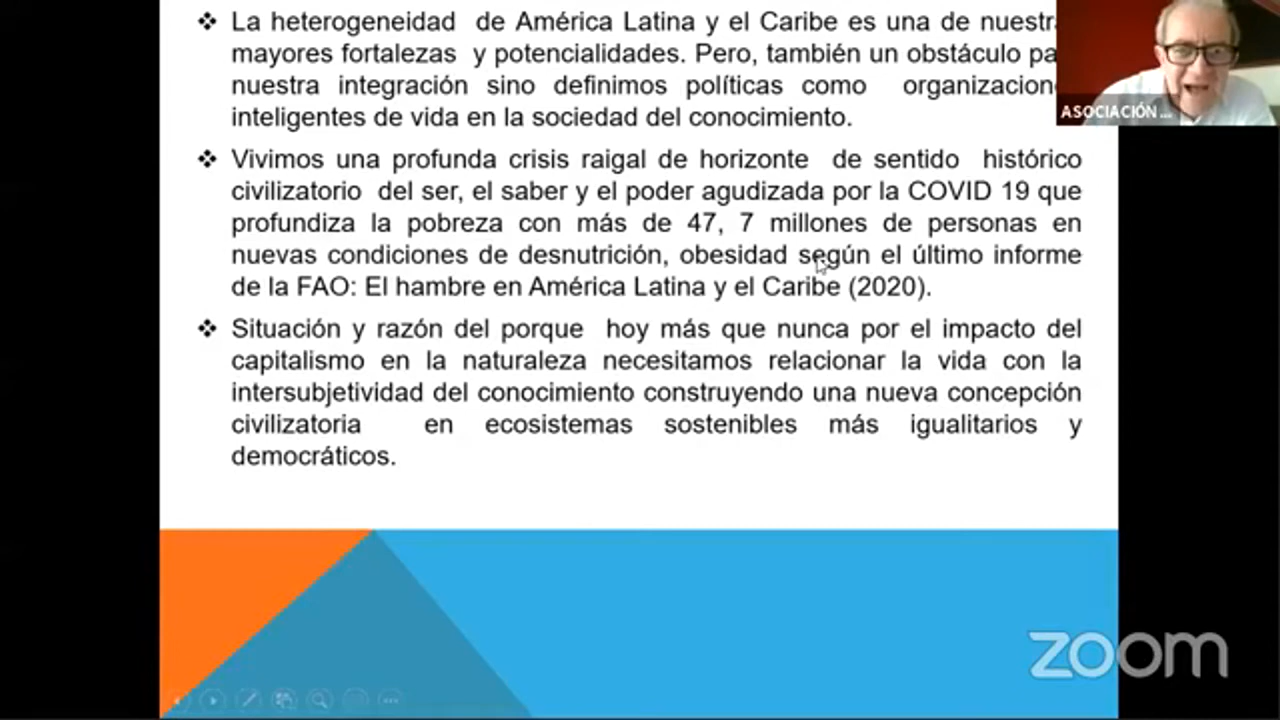 ❖ La heterogeneidad de América Latina y el Caribe es una de
mayores fortalezas y potencialidades. Pero, también un obstáculo
nuestra integración sino definimos políticas como
inteligentes de vida en la sociedad del conocimiento.
❖ Vivimos una profunda crisis raigal de horizonte de sentido histórico
civilizatorio del ser, el saber y el poder agudizada por la COVID 19 que
profundiza la pobreza con más de 47, 7 millones de personas en
nuevas condiciones de desnutrición, obesidad según el último informe
de la FAO: El hambre en América Latina y el Caribe (2020).
❖ Situación y razón del porque hoy más que nunca por el impacto del
capitalismo en la naturaleza necesitamos relacionar la vida con la
intersubjetividad del conocimiento construyendo una nueva concepción
civilizatoria en ecosistemas sostenibles más igualitarios y
democráticos.
ASOCIACIÓN ...
zoom